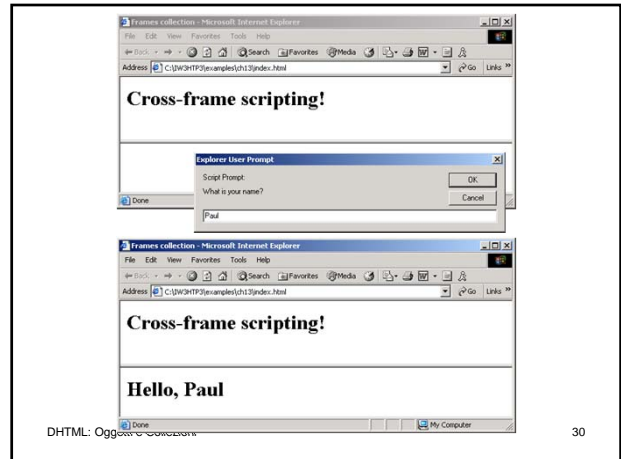 Frames collection - Microsoft Internet Explorer
File Edit View Favorites Tools Help
Back Search Favorites Media
Address C:\IW3HTP3\examples\ch13\index.html Go Links »
Cross-frame scripting!
Explorer User Prompt
Script Prompt:
OK
What is your name?
Cancel
Paul
Done
Frames collection - Microsoft Internet Explorer
File Edit View Favorites Tools Help
Back Search Favorites Media
Address C:\IW3HTP3\examples\ch13\index.html Go Links »
Cross-frame scripting!
Hello, Paul
Done My Computer
DHTML: 30